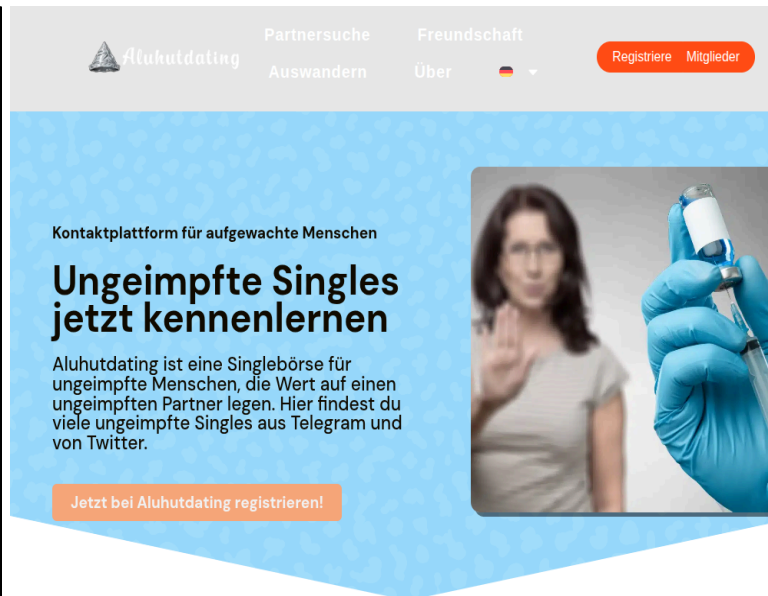 Partnersuche Freundschaft
Aluhutdating
Auswandern Über
Registriere Mitglieder
Kontaktplattform für aufgewachte Menschen
Ungeimpfte Singles
jetzt kennenlernen
Aluhutdating ist eine Singlebörse für
ungeimpfte Menschen, die Wert auf einen
ungeimpften Partner legen. Hier findest du
viele ungeimpfte Singles aus Telegram und
von Twitter.
Jetzt bei Aluhutdating registrieren!